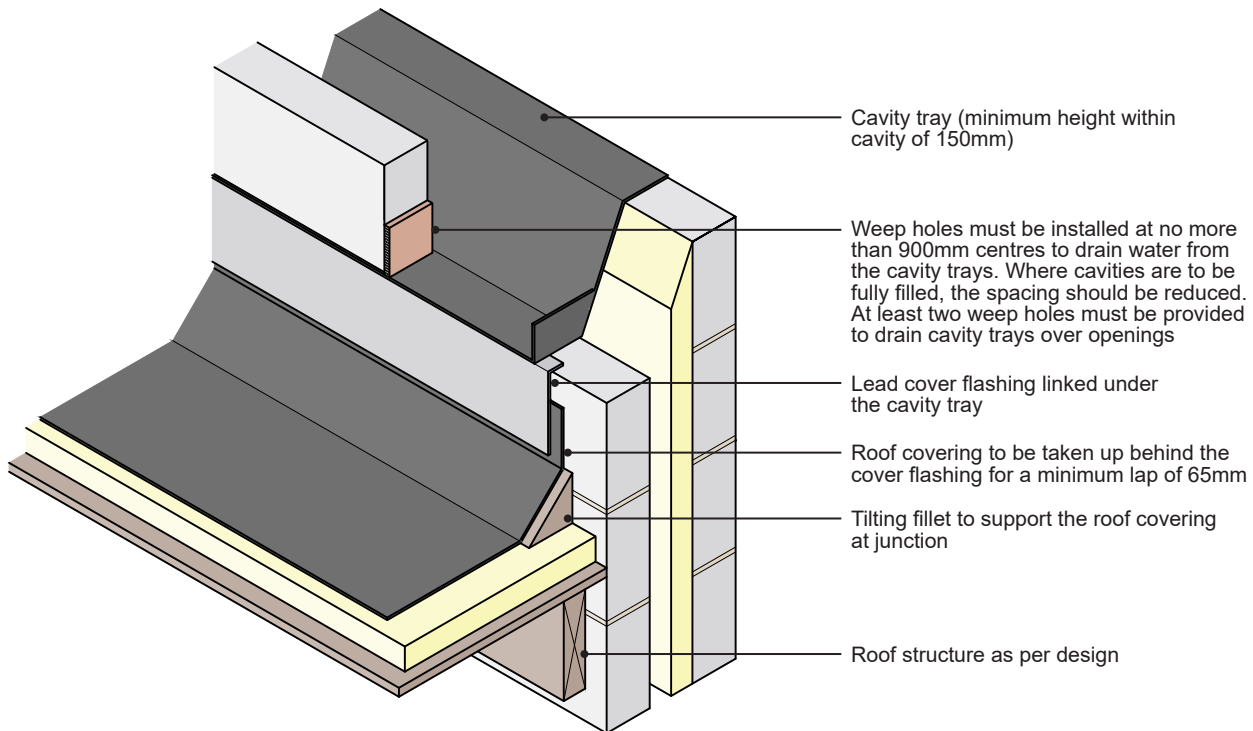 Cavity tray (minimum height within
cavity of 150mm)
Weep holes must be installed at no more
than 900mm centres to drain water from
the cavity trays. Where cavities are to be
fully filled, the spacing should be reduced.
At least two weep holes must be provided
to drain cavity trays over openings
Lead cover flashing linked under
the cavity tray
Roof covering to be taken up behind the
cover flashing for a minimum lap of 65mm
Tilting fillet to support the roof covering
at junction
Roof structure as per design